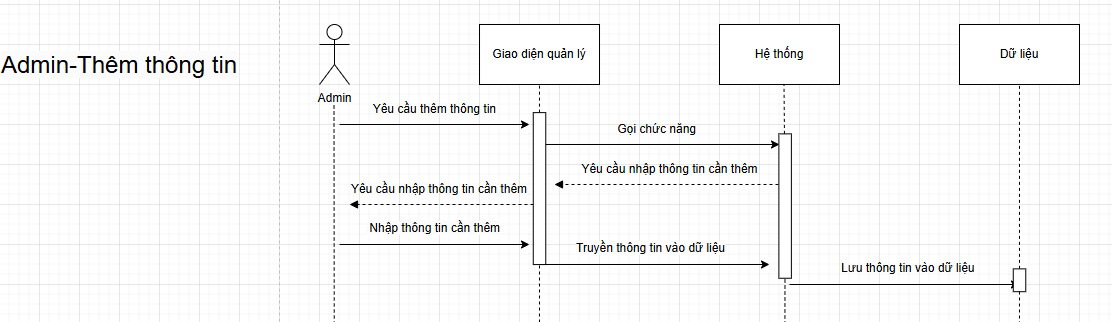 Admin-Thêm thông tin
Admin
Giao diện quản lý
Hệ thống
Dữ liệu
Yêu cầu thêm thông tin
Gọi chức năng
Yêu cầu nhập thông tin cần thêm
Yêu cầu nhập thông tin cần thêm
Nhập thông tin cần thêm
Truyền thông tin vào dữ liệu
Lưu thông tin vào dữ liệu